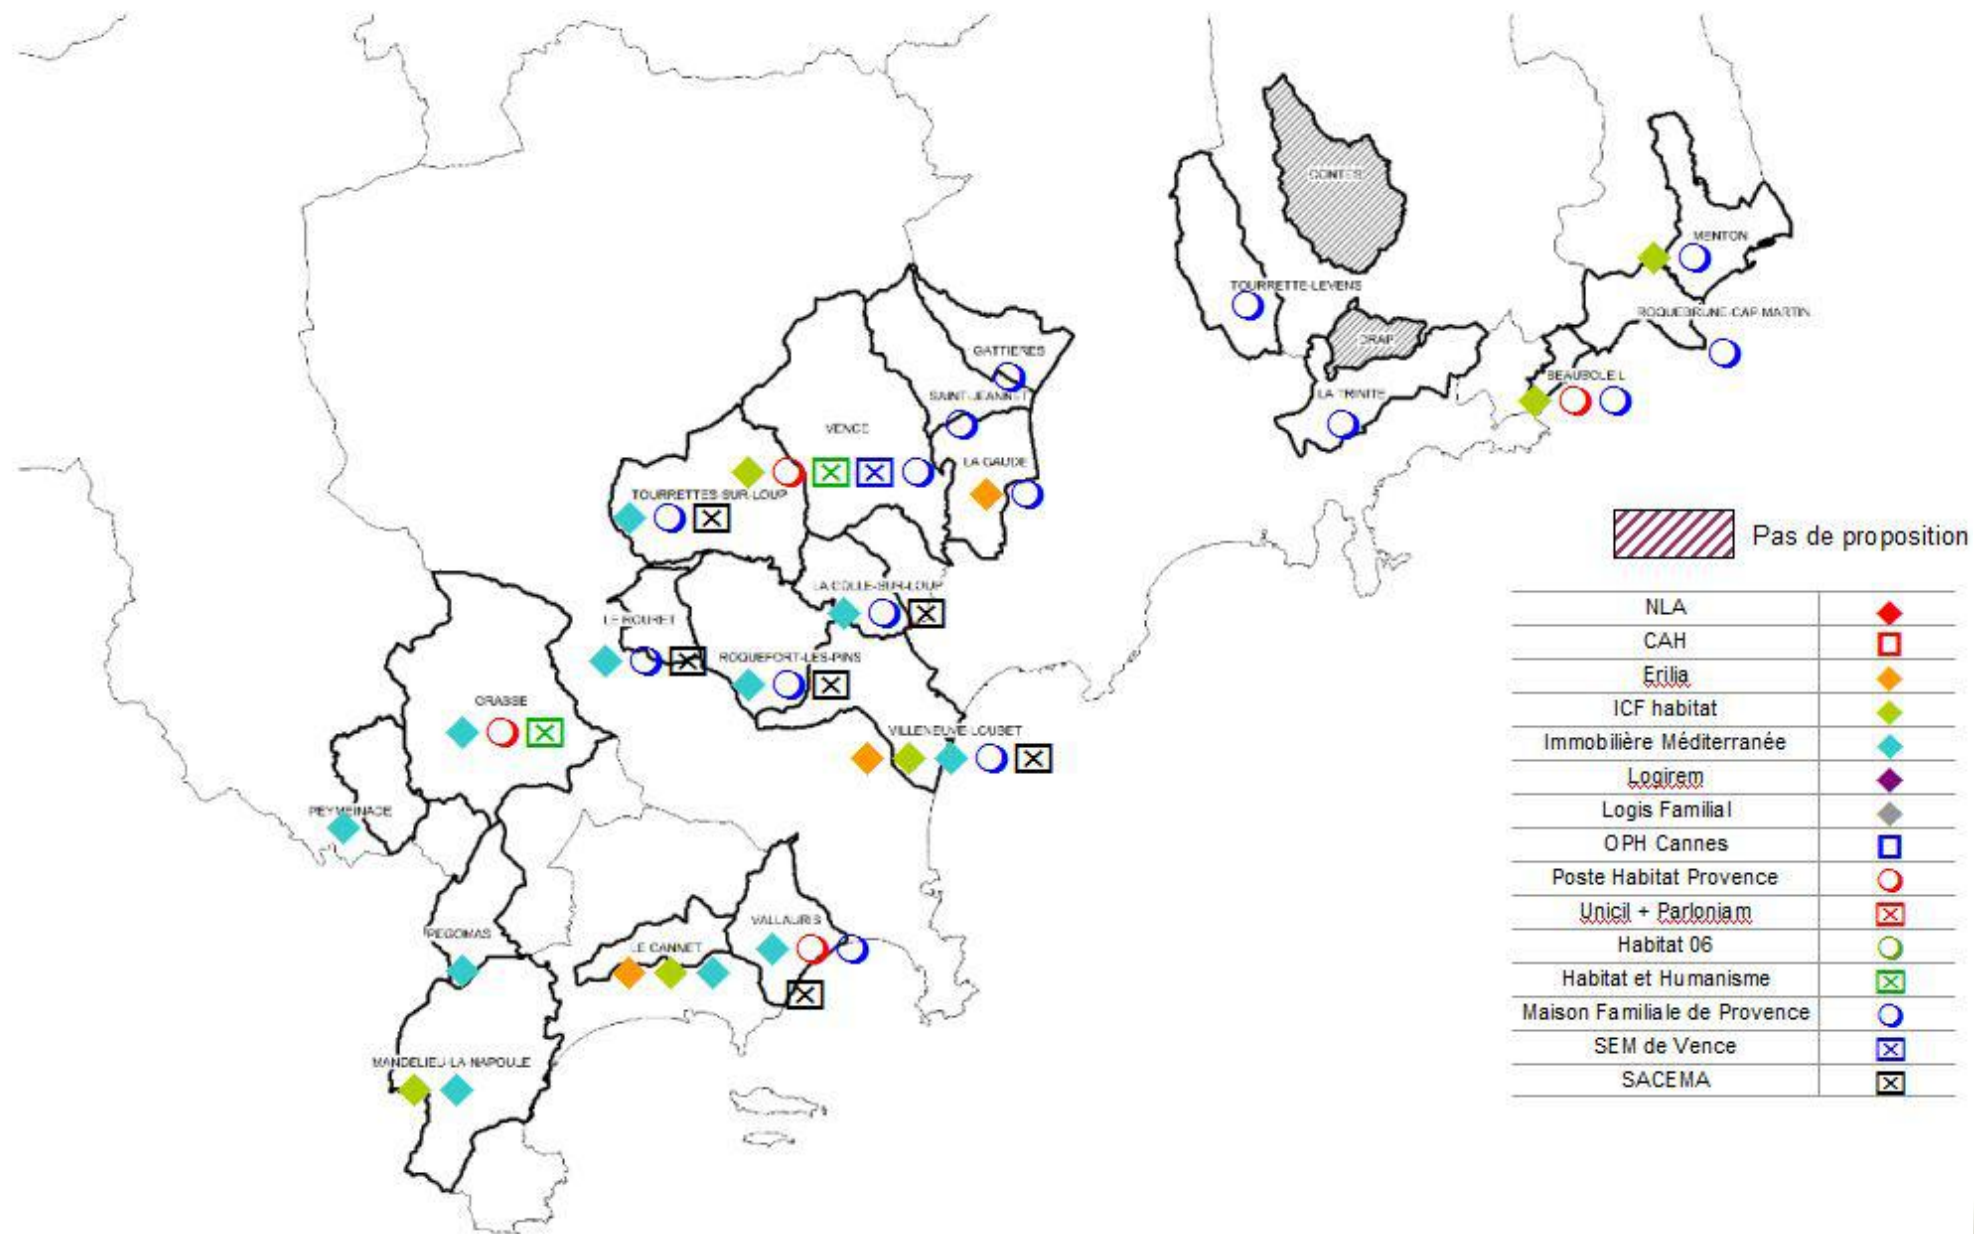 CONTES
MENTON
TOURRETTE-LEVENS
ROQUEBRUNE-CAP-MARTIN
DRAP
GATTIERES
BEAUSOLEIL
LA TRINITE
SAINT-JEANNET
VENCE
LA GAUDE
TOURRETTES-SUR-LOUP
LA COLLE-SUR-LOUP
LE ROURET
ROQUEFORT-LES-PINS
GRASSE
VILLENEUVE-LOUBET
PEYMEINADE
VALLAURIS
PEGOMAS
LE CANNET
MANDELIEU-LA-NAPOULE
Pas de proposition
NLA
CAH
Erilia
ICF habitat
Immobilière Méditerranée
Logirem
Logis Familial
OPH Cannes
Poste Habitat Provence
Unicil + Parloniam
Habitat 06
Habitat et Humanisme
Maison Familiale de Provence
SEM de Vence
SACEMA